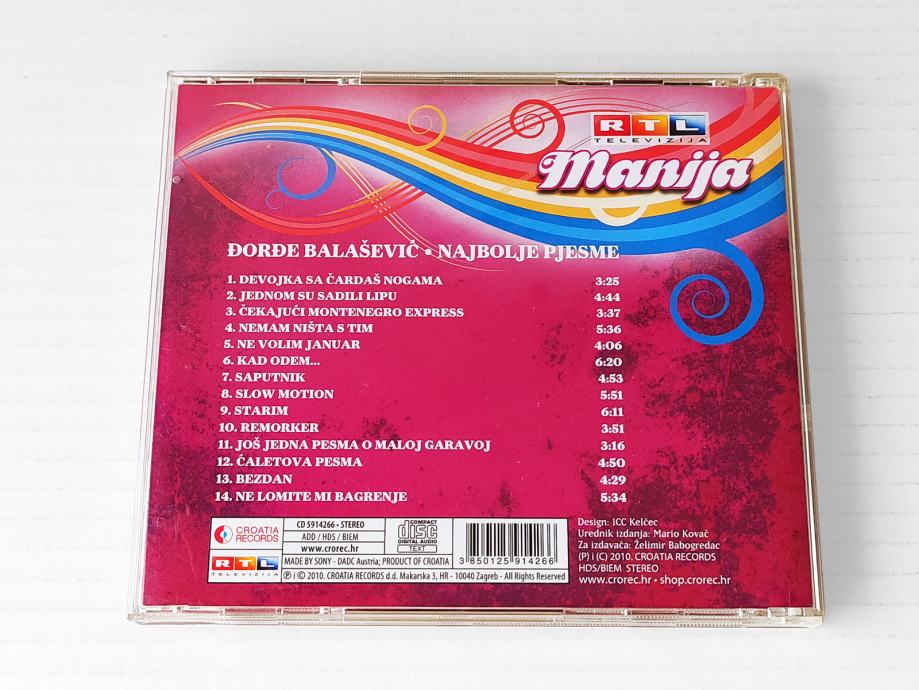 RTL
TELEVIZIJA
Manija
ĐORĐE BALAŠEVIĆ • NAJBOLJE PJESME
1. DEVOJKA SA ČARDAŠ NOGAMA 3:25
2. JEDNOM SU SADILI LIPU 4:44
3. ČEKAJUĆI MONTENEGRO EXPRESS 3:37
4. NEMAM NIŠTA S TIM 5:36
5. NE VOLIM JANUAR 4:06
6. KAD ODEM... 6:20
7. SAPUTNIK 4:53
8. SLOW MOTION 5:51
9. STARIM 6:11
10. REMORKER 3:51
11. JOŠ JEDNA PESMA O MALOJ GARAVOJ 3:16
12. ĆALETOVA PESMA 4:50
13. BEZDAN 4:29
14. NE LOMITE MI BAGRENJE 5:34
CROATIA
RECORDS
RTL
TELEVIZIJA
CD 5914266 • STEREO
ADD / HDS / BIEM
www.crorec.hr
COMPACT
disc
DIGITAL AUDIO
TEXT
MADE BY SONY - DADC Austria; PRODUCT OF CROATIA
3 850125 914266
Ⓟ i © 2010. CROATIA RECORDS d.d. Makarska 3, HR - 10040 Zagreb - All Rights Reserved
Design: JCC Kelčec
Urednik izdanja: Mario Kovač
Za izdavača: Želimir Babogredac
(P) i (C) 2010. CROATIA RECORDS
HDS/BIEM STEREO
www.crorec.hr • shop.crorec.hr